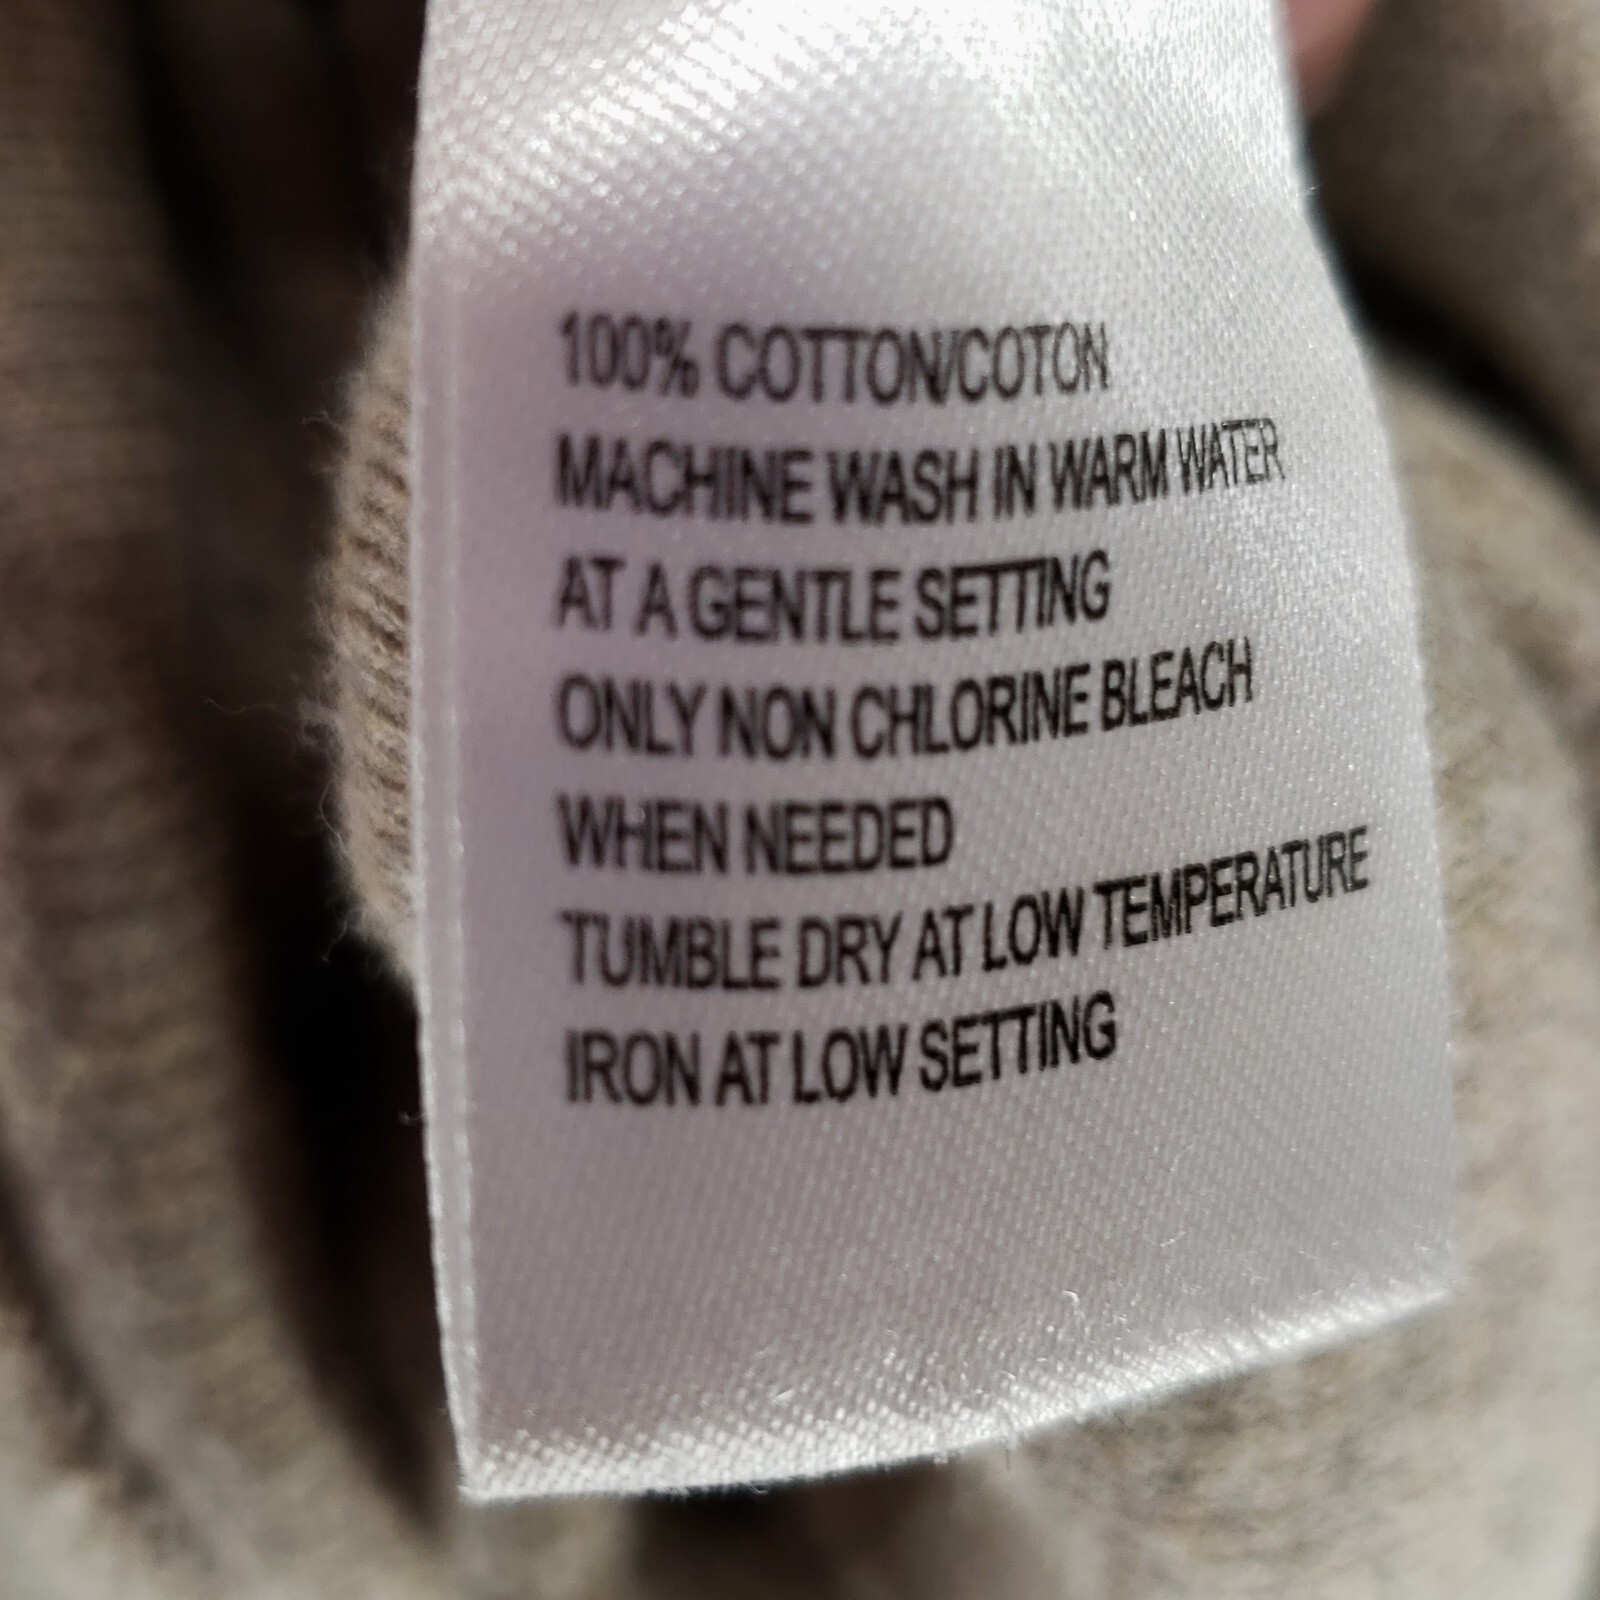 100% COTTON/COTON
MACHINE WASH IN WARM WATER
AT A GENTLE SETTING
ONLY NON CHLORINE BLEACH
WHEN NEEDED
TUMBLE DRY AT LOW TEMPERATURE
IRON AT LOW SETTING